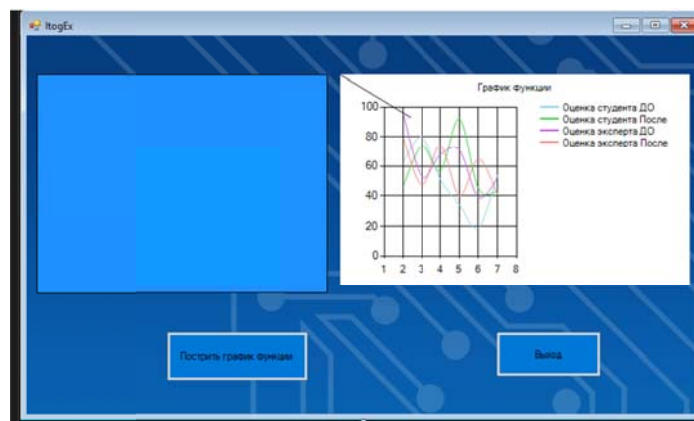 ItogEx
График функции
Оценка студента ДО
Оценка студента После
Оценка эксперта ДО
Оценка эксперта После
100
80
60
40
20
0
1 2 3 4 5 6 7 8
Построить график функции
Выход